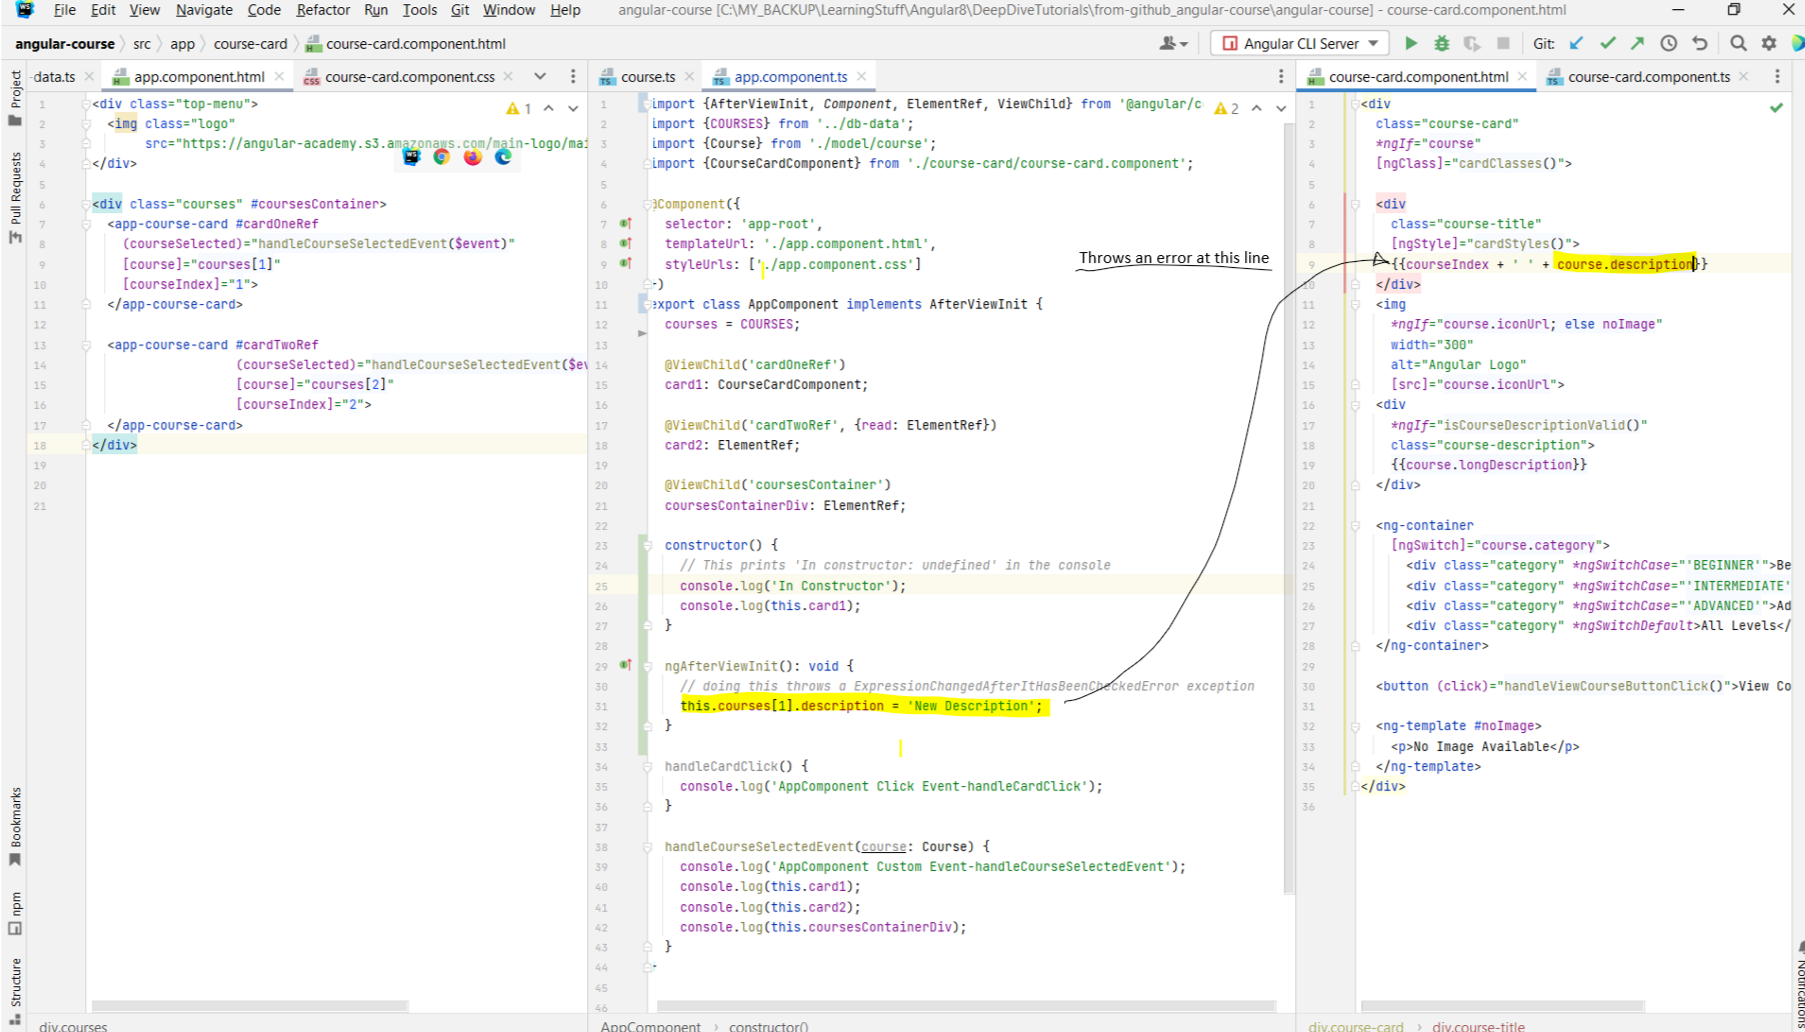 File Edit View Navigate Code Refactor Run Tools Git Window Help angular-course [C:\MY_BACKUP\LearningStuff\Angular8\DeepDiveTutorials\from-github_angular-course\angular-course] - course-card.component.html
angular-course src app course-card course-card.component.html Angular CLI Server Git:
Project
Pull Requests
Bookmarks
npm
Structure
-data.ts app.component.html course-card.component.css
1
1 <div class="top-menu">
2 <img class="logo"
3 src="https://angular-academy.s3.amazonaws.com/main-logo/mai
4 </div>
5
6 <div class="courses" #coursesContainer>
7 <app-course-card #cardOneRef
8 (courseSelected)="handleCourseSelectedEvent($event)"
9 [course]="courses[1]"
10 [courseIndex]="1">
11 </app-course-card>
12
13 <app-course-card #cardTwoRef
14 (courseSelected)="handleCourseSelectedEvent($ev
15 [course]="courses[2]"
16 [courseIndex]="2">
17 </app-course-card>
18 </div>
19
20
21
div.courses
course.ts app.component.ts
2
1 import {AfterViewInit, Component, ElementRef, ViewChild} from '@angular/c
2 import {COURSES} from '../db-data';
3 import {Course} from './model/course';
4 import {CourseCardComponent} from './course-card/course-card.component';
5
6 @Component({
7 selector: 'app-root',
8 templateUrl: './app.component.html',
9 styleUrls: ['./app.component.css']
10 })
11 export class AppComponent implements AfterViewInit {
12 courses = COURSES;
13
14 @ViewChild('cardOneRef')
15 card1: CourseCardComponent;
16
17 @ViewChild('cardTwoRef', {read: ElementRef})
18 card2: ElementRef;
19
20 @ViewChild('coursesContainer')
21 coursesContainerDiv: ElementRef;
22
23 constructor() {
24 // This prints 'In constructor: undefined' in the console
25 console.log('In Constructor');
26 console.log(this.card1);
27 }
28
29 ngAfterViewInit(): void {
30 // doing this throws a ExpressionChangedAfterItHasBeenCheckedError exception
31 this.courses[1].description = 'New Description';
32 }
33
34 handleCardClick() {
35 console.log('AppComponent Click Event-handleCardClick');
36 }
37
38 handleCourseSelectedEvent(course: Course) {
39 console.log('AppComponent Custom Event-handleCourseSelectedEvent');
40 console.log(this.card1);
41 console.log(this.card2);
42 console.log(this.coursesContainerDiv);
43 }
44
45
46
AppComponent constructor()
Throws an error at this line
course-card.component.html course-card.component.ts
1 <div
2 class="course-card"
3 *ngIf="course"
4 [ngClass]="cardClasses()">
5
6 <div
7 class="course-title"
8 [ngStyle]="cardStyles()">
9 {{courseIndex + ' ' + course.description}}
10 </div>
11 <img
12 *ngIf="course.iconUrl; else noImage"
13 width="300"
14 alt="Angular Logo"
15 [src]="course.iconUrl">
16 <div
17 *ngIf="isCourseDescriptionValid()"
18 class="course-description">
19 {{course.longDescription}}
20 </div>
21
22 <ng-container
23 [ngSwitch]="course.category">
24 <div class="category" *ngSwitchCase="'BEGINNER'">Be
25 <div class="category" *ngSwitchCase="'INTERMEDIATE'
26 <div class="category" *ngSwitchCase="'ADVANCED'">Ad
27 <div class="category" *ngSwitchDefault>All Levels</
28 </ng-container>
29
30 <button (click)="handleViewCourseButtonClick()">View Co
31
32 <ng-template #noImage>
33 <p>No Image Available</p>
34 </ng-template>
35 </div>
36
div.course-card div.course-title
Notifications